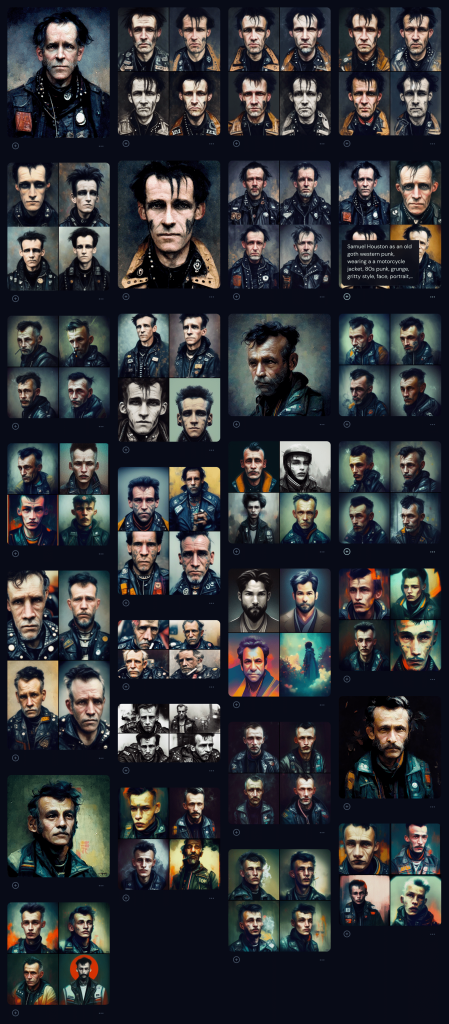 Samuel Houston as an old
goth western punk,
wearing a a motorcycle
jacket, 80s punk, grunge,
gritty style, face, portrait,...